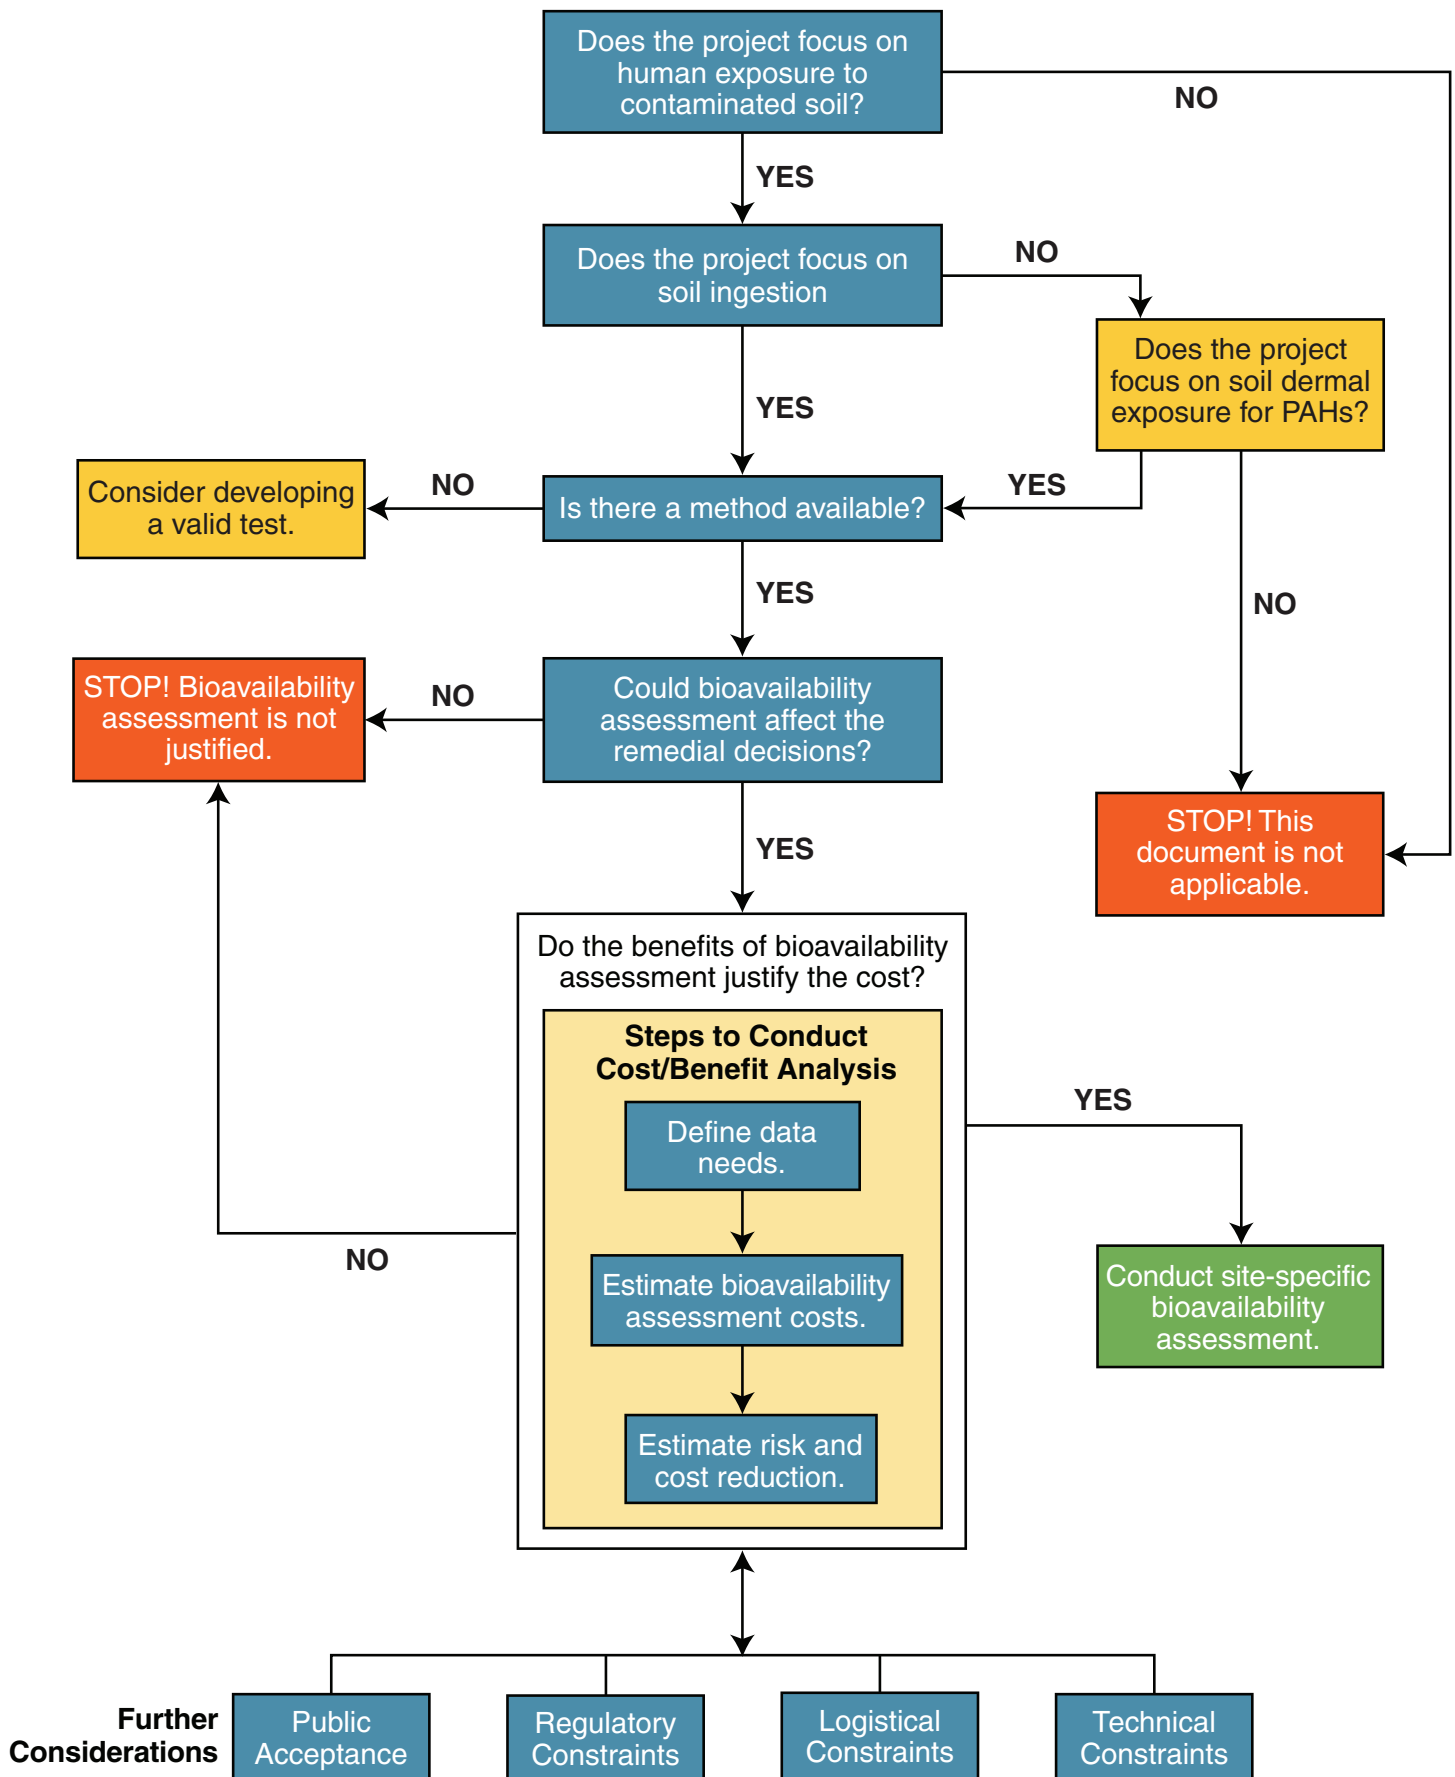 Does the project focus on
human exposure to
contaminated soil?
NO
YES
Does the project focus on
soil ingestion
NO
Does the project
focus on soil dermal
exposure for PAHs?
YES
Consider developing
a valid test.
NO
Is there a method available?
YES
YES
NO
STOP! Bioavailability
assessment is not
justified.
NO
Could bioavailability
assessment affect the
remedial decisions?
STOP! This
document is not
applicable.
YES
Do the benefits of bioavailability
assessment justify the cost?
Steps to Conduct
Cost/Benefit Analysis
Define data
needs.
YES
NO
Estimate bioavailability
assessment costs.
Conduct site-specific
bioavailability
assessment.
Estimate risk and
cost reduction.
Further
Considerations
Public
Acceptance
Regulatory
Constraints
Logistical
Constraints
Technical
Constraints